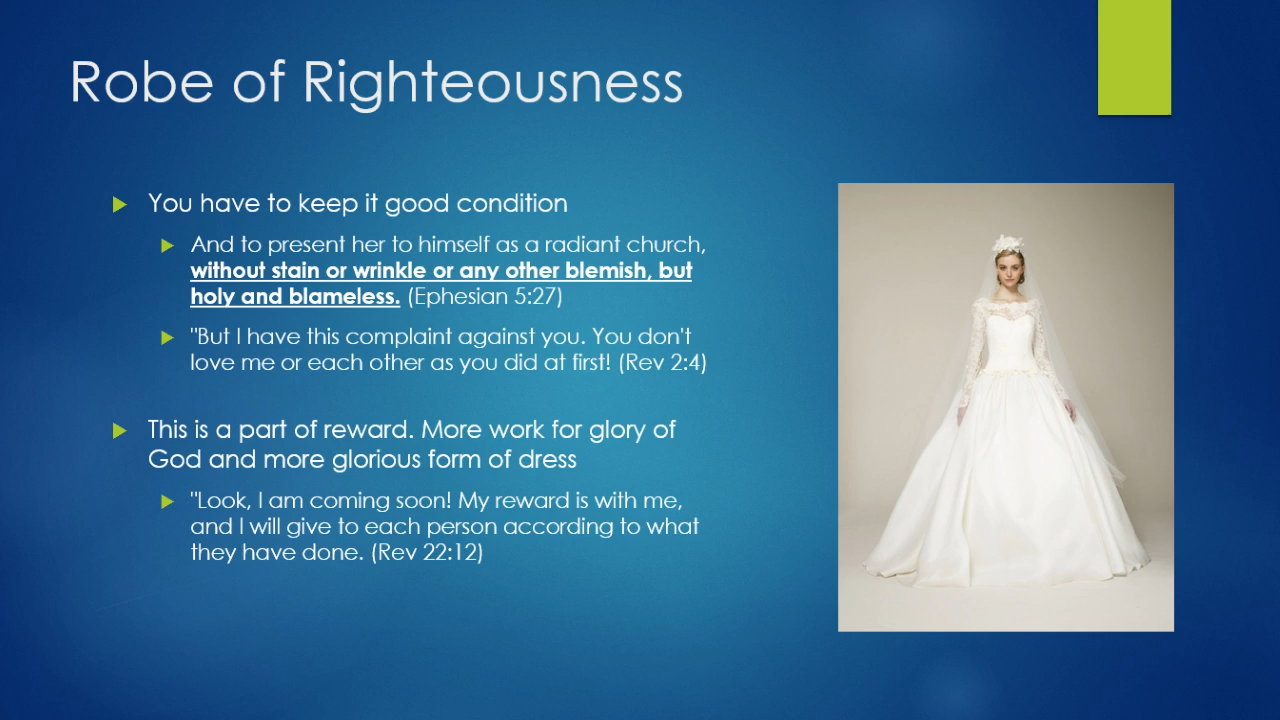 Robe of Righteousness
You have to keep it good condition
And to present her to himself as a radiant church,
without stain or wrinkle or any other blemish, but
holy and blameless. (Ephesian 5:27)
"But I have this complaint against you. You don't
love me or each other as you did at first! (Rev 2:4)
This is a part of reward. More work for glory of
God and more glorious form of dress
"Look, I am coming soon! My reward is with me,
and I will give to each person according to what
they have done. (Rev 22:12)